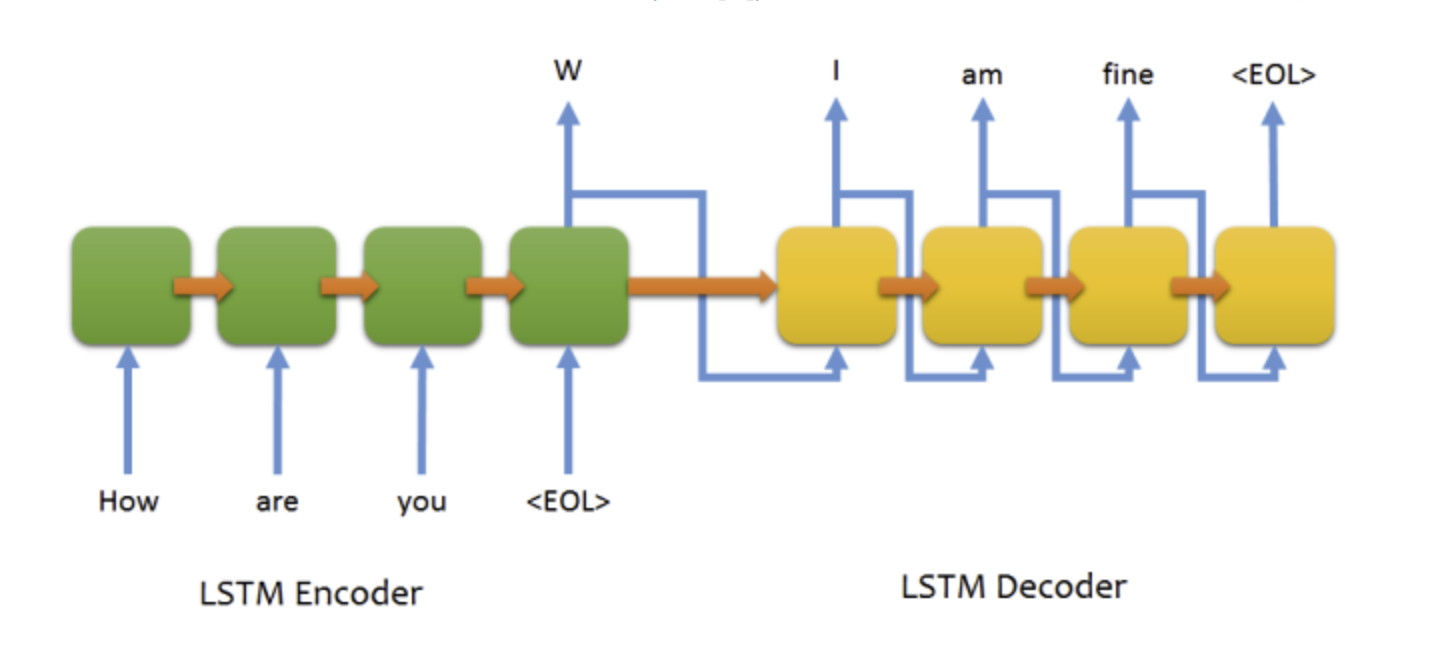 W I am fine <EOL>
How are you <EOL>
LSTM Encoder LSTM Decoder